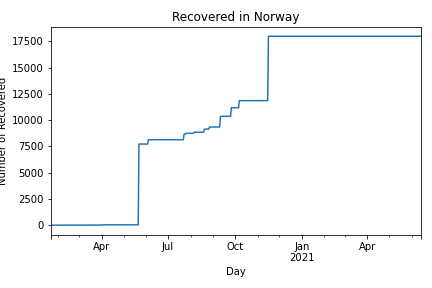 Recovered in Norway
Number of Recovered
17500
15000
12500
10000
7500
5000
2500
0
Apr
Jul
Oct
Jan
2021
Apr
Day